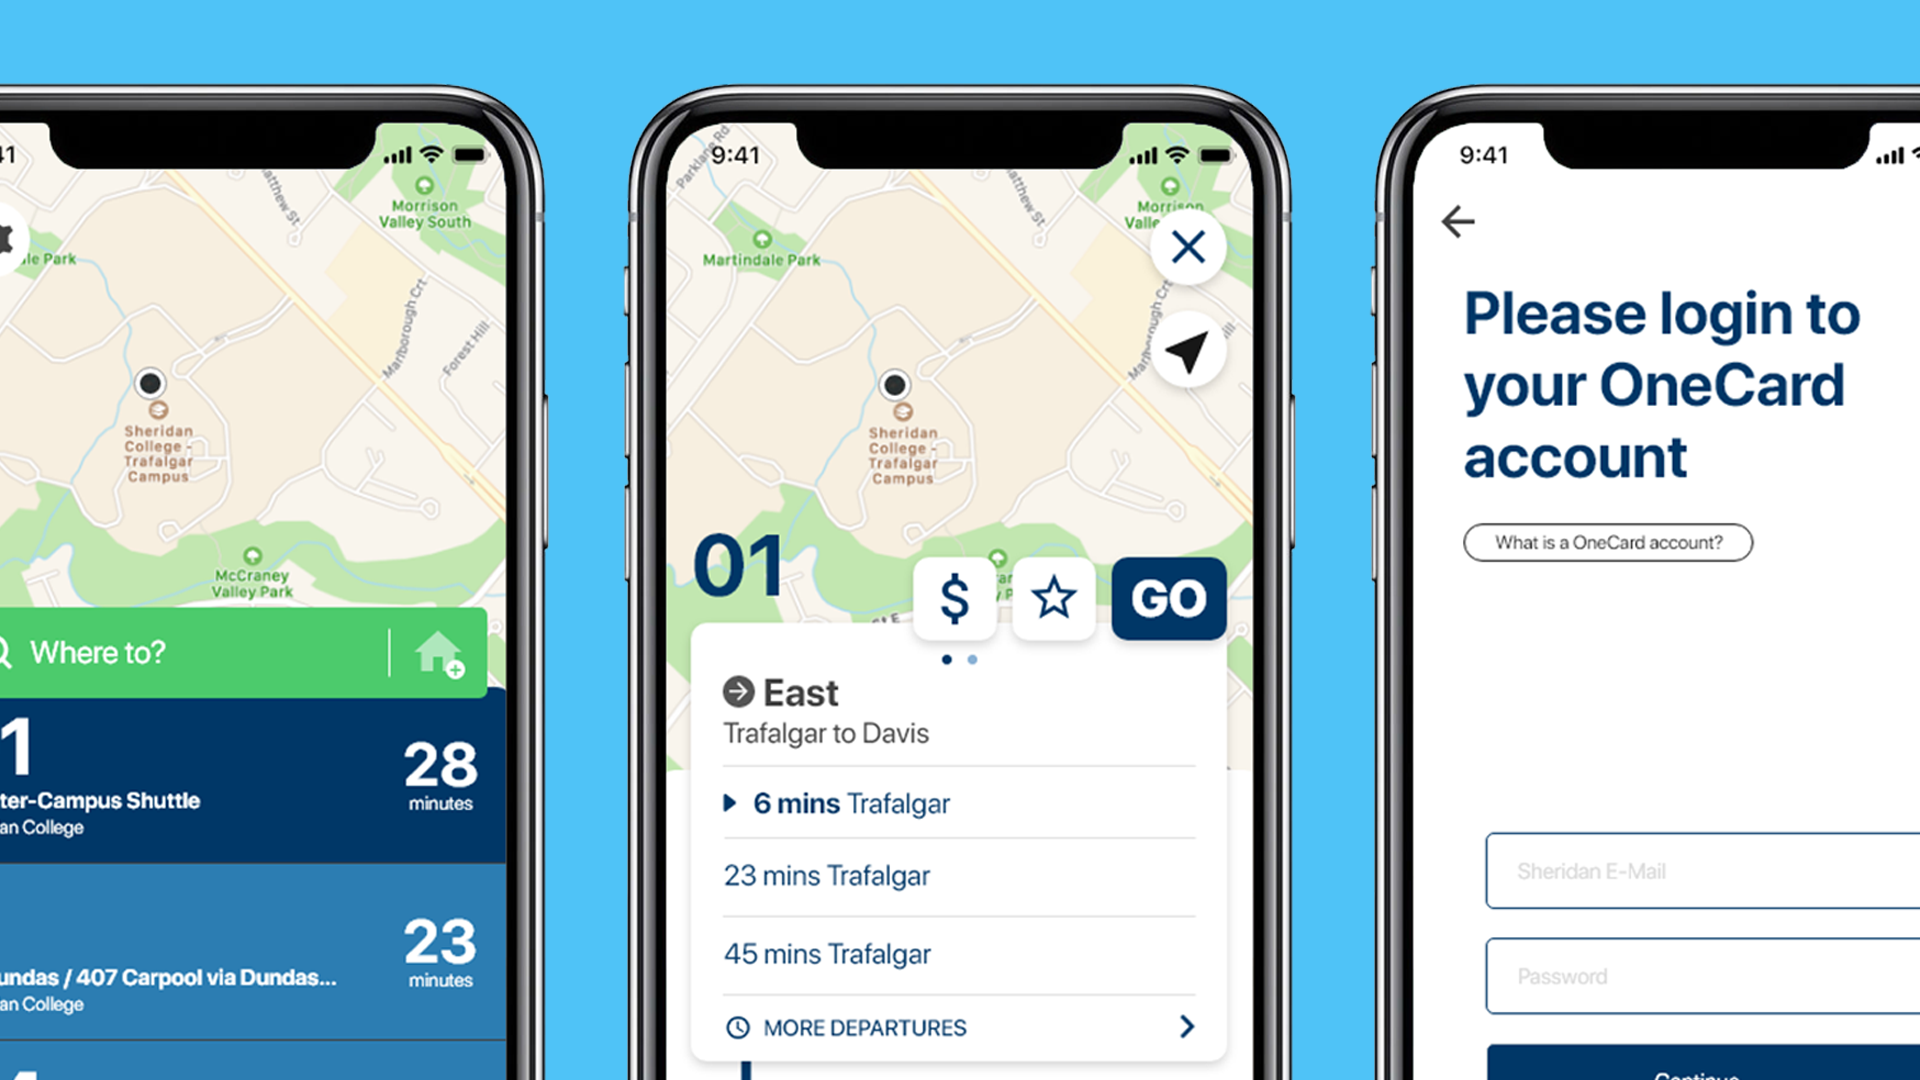 41
Morrison
Valley South
atthew St
le Park
Marlborough Crt
Forest Hill
Sheridan
College -
Trafalgar
Campus
McCraney
Valley Park
Where to?
1
28
minutes
ter-Campus Shuttle
an College
23
minutes
undas / 407 Carpool via Dundas...
an College
9:41
Parklane Rd
atthew St
Morrison
Valle
Martindale Park
Sheridan
College -
Trafalgar
Campus
01
$
GO
East
Trafalgar to Davis
6 mins Trafalgar
23 mins Trafalgar
45 mins Trafalgar
MORE DEPARTURES
9:41
Please login to
your OneCard
account
What is a OneCard account?
Sheridan E-Mail
Password
Continue